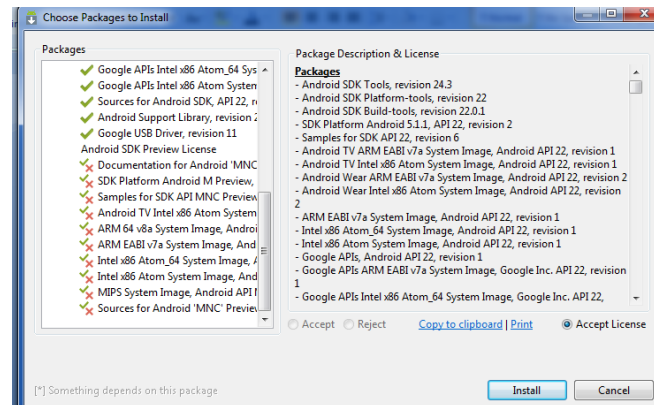 Choose Packages to Install
Packages
Google APIs Intel x86 Atom_64 Sys
Google APIs Intel x86 Atom System
Sources for Android SDK, API 22, r
Android Support Library, revision 2
Google USB Driver, revision 11
Android SDK Preview License
Documentation for Android 'MNC
SDK Platform Android M Preview,
Samples for SDK API MNC Preview
Android TV Intel x86 Atom System
ARM 64 v8a System Image, Androi
ARM EABI v7a System Image, And
Intel x86 Atom_64 System Image, A
Intel x86 Atom System Image, And
MIPS System Image, Android API
Sources for Android 'MNC' Preview
Package Description & License
Packages
- Android SDK Tools, revision 24.3
- Android SDK Platform-tools, revision 22
- Android SDK Build-tools, revision 22.0.1
- SDK Platform Android 5.1.1, API 22, revision 2
- Samples for SDK API 22, revision 6
- Android TV ARM EABI v7a System Image, Android API 22, revision 1
- Android TV Intel x86 Atom System Image, Android API 22, revision 1
- Android Wear ARM EABI v7a System Image, Android API 22, revision 2
- Android Wear Intel x86 Atom System Image, Android API 22, revision
2
- ARM EABI v7a System Image, Android API 22, revision 1
- Intel x86 Atom_64 System Image, Android API 22, revision 1
- Intel x86 Atom System Image, Android API 22, revision 1
- Google APIs, Android API 22, revision 1
- Google APIs ARM EABI v7a System Image, Google Inc. API 22, revision
1
- Google APIs Intel x86 Atom_64 System Image, Google Inc. API 22,
Accept Reject Copy to clipboard | Print Accept License
[*] Something depends on this package
Install Cancel